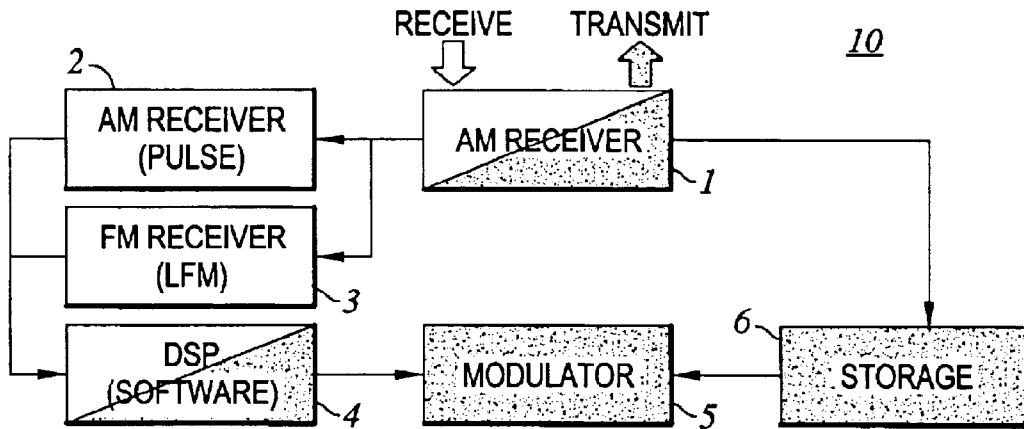 RECEIVE TRANSMIT 10
2
AM RECEIVER
(PULSE)
AM RECEIVER
1
FM RECEIVER
(LFM)
3
6
DSP
(SOFTWARE)
4
MODULATOR
5
STORAGE